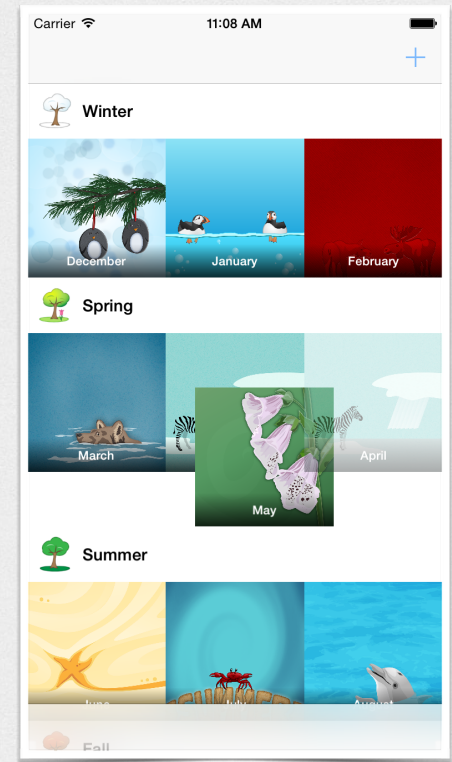 Carrier 11:08 AM
+
Winter
December January February
Spring
March April
May
Summer
June July August
Fall